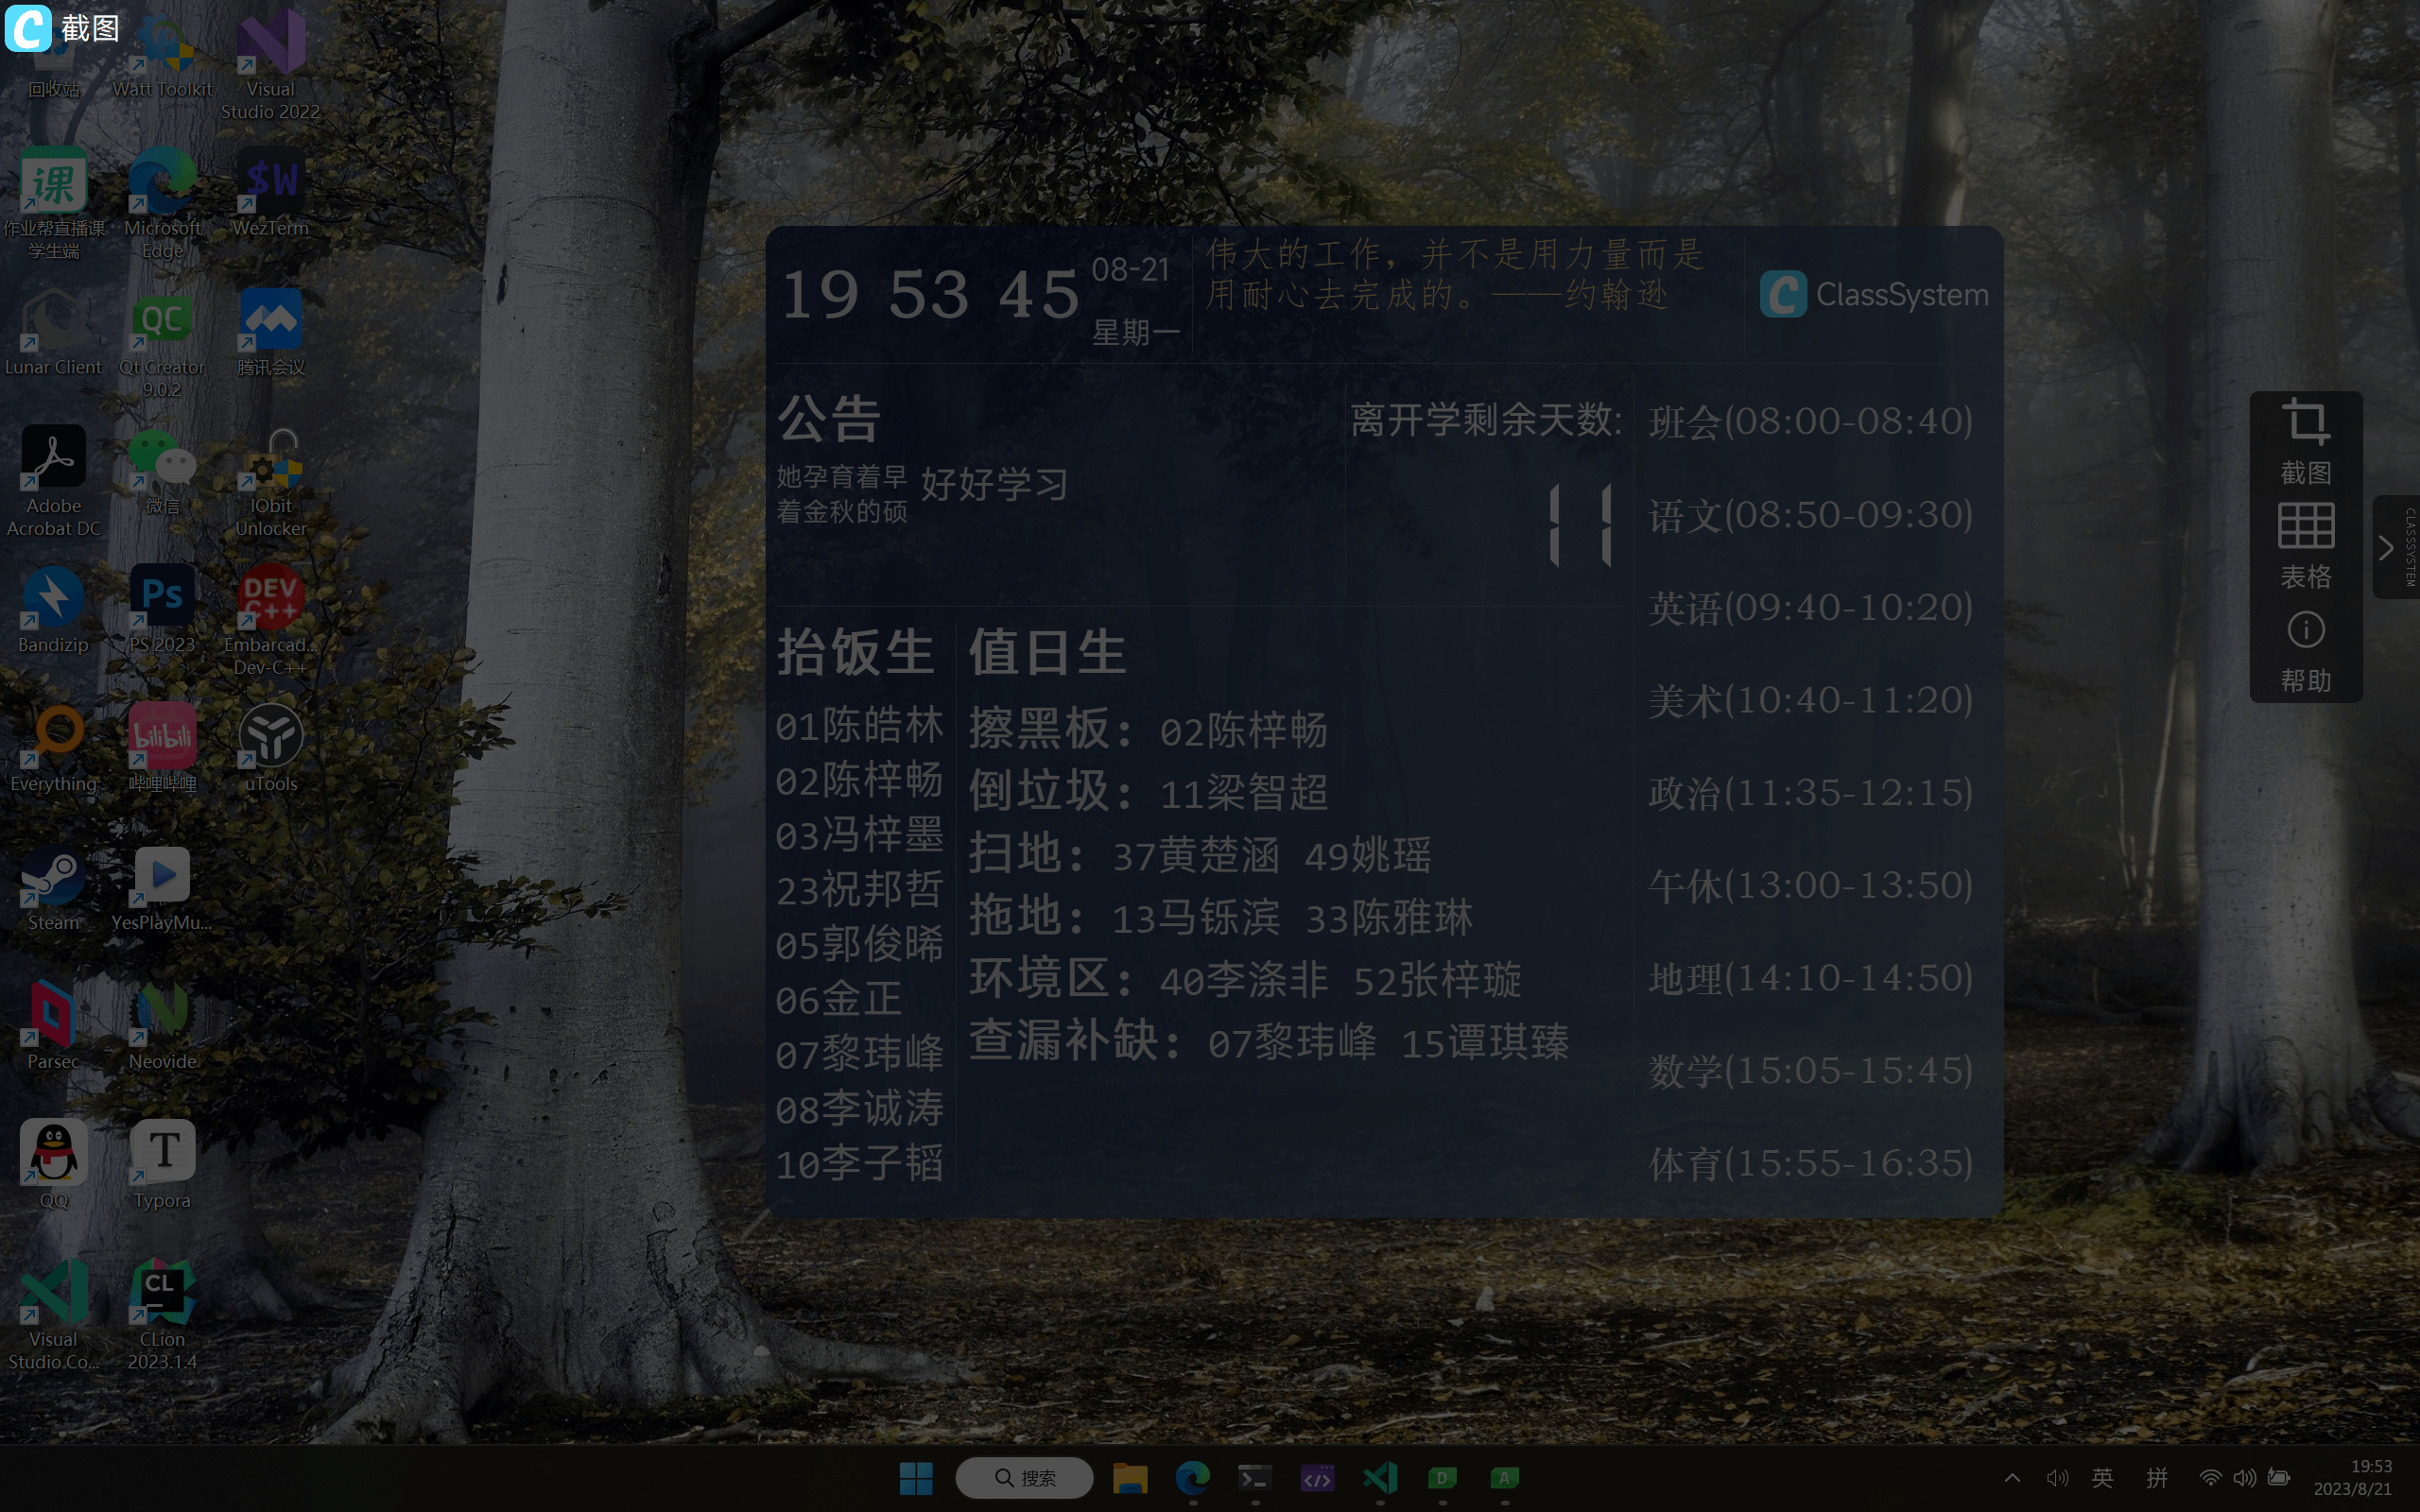 截图
回收站
Watt Toolkit
Visual
Studio 2022
作业帮直播课
学生端
Microsoft
Edge
$W
WezTerm
Lunar Client
QC
Qt Creator
9.0.2
腾讯会议
Adobe
Acrobat DC
微信
IObit
Unlocker
Bandizip
Ps
PS 2023
DEV
C++
Embarcad...
Dev-C++
Everything
bilibili
哔哩哔哩
uTools
Steam
YesPlayMu...
Parsec
Neovide
QQ
T
Typora
Visual
Studio Co...
CL
CLion
2023.1.4
课
19 53 45
08-21
星期一
伟大的工作，并不是用力量而是
用耐心去完成的。——约翰逊
ClassSystem
公告
她孕育着早
着金秋的硕
好好学习
离开学剩余天数:
11
抬饭生
01陈皓林
02陈梓畅
03冯梓墨
23祝邦哲
05郭俊晞
06金正
07黎玮峰
08李诚涛
10李子韬
值日生
擦黑板：02陈梓畅
倒垃圾：11梁智超
扫地：37黄楚涵 49姚瑶
拖地：13马铄滨 33陈雅琳
环境区：40李涤非 52张梓璇
查漏补缺：07黎玮峰 15谭琪臻
班会(08:00-08:40)
语文(08:50-09:30)
英语(09:40-10:20)
美术(10:40-11:20)
政治(11:35-12:15)
午休(13:00-13:50)
地理(14:10-14:50)
数学(15:05-15:45)
体育(15:55-16:35)
截图
表格
帮助
CLASSSYSTEM
搜索
D
A
英
拼
19:53
2023/8/21